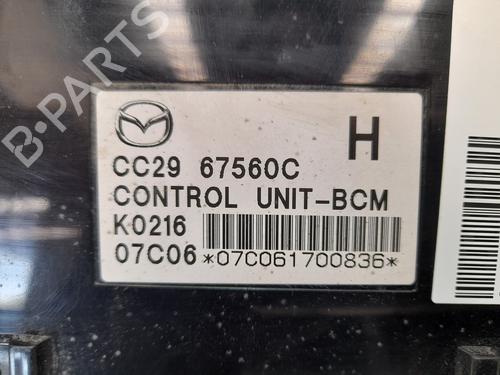 B-PARTS
CC29 67560C H
CONTROL UNIT-BCM
K0216
07C06 *07C061700836*